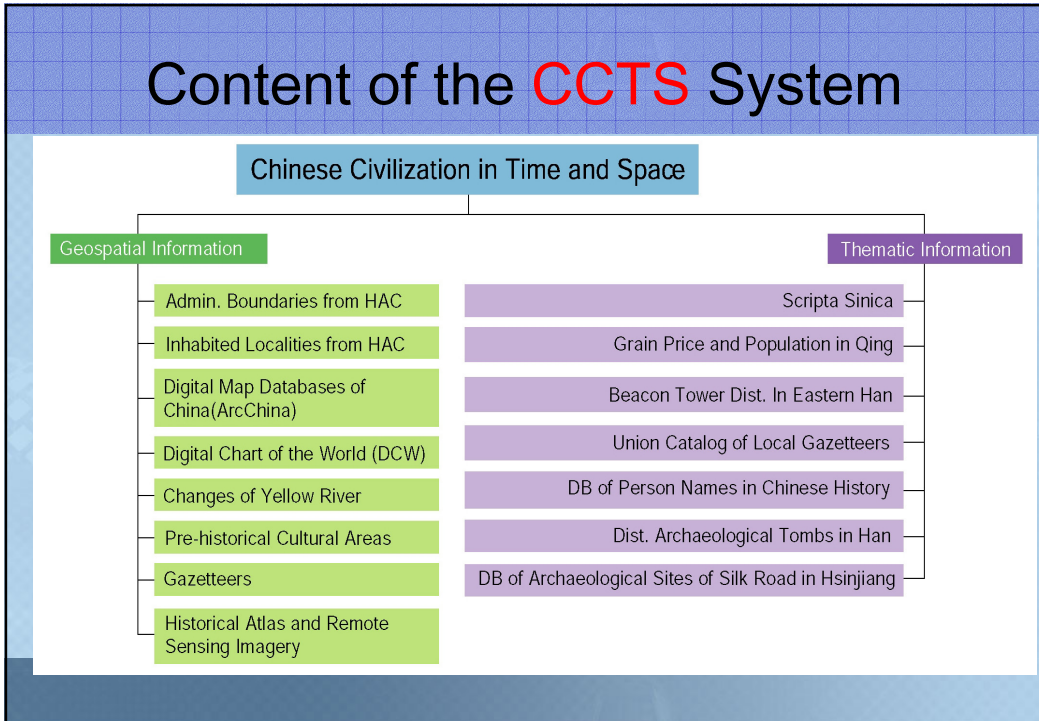 Content of the CCTS System
Chinese Civilization in Time and Space
Geospatial Information
Admin. Boundaries from HAC
Inhabited Localities from HAC
Digital Map Databases of
China(ArcChina)
Digital Chart of the World (DCW)
Changes of Yellow River
Pre-historical Cultural Areas
Gazetteers
Historical Atlas and Remote
Sensing Imagery
Thematic Information
Scripta Sinica
Grain Price and Population in Qing
Beacon Tower Dist. In Eastern Han
Union Catalog of Local Gazetteers
DB of Person Names in Chinese History
Dist. Archaeological Tombs in Han
DB of Archaeological Sites of Silk Road in Hsinjiang